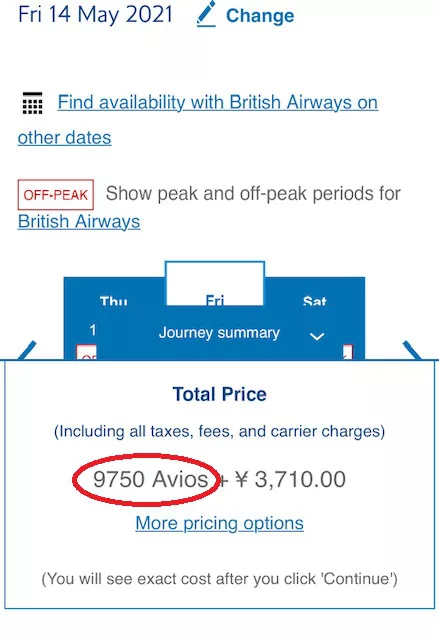 Fri 14 May 2021 Change
Find availability with British Airways on
other dates
OFF-PEAK Show peak and off-peak periods for
British Airways
Thu Fri Sat
1 Journey summary
Total Price
(Including all taxes, fees, and carrier charges)
9750 Avios + ¥ 3,710.00
More pricing options
(You will see exact cost after you click 'Continue')